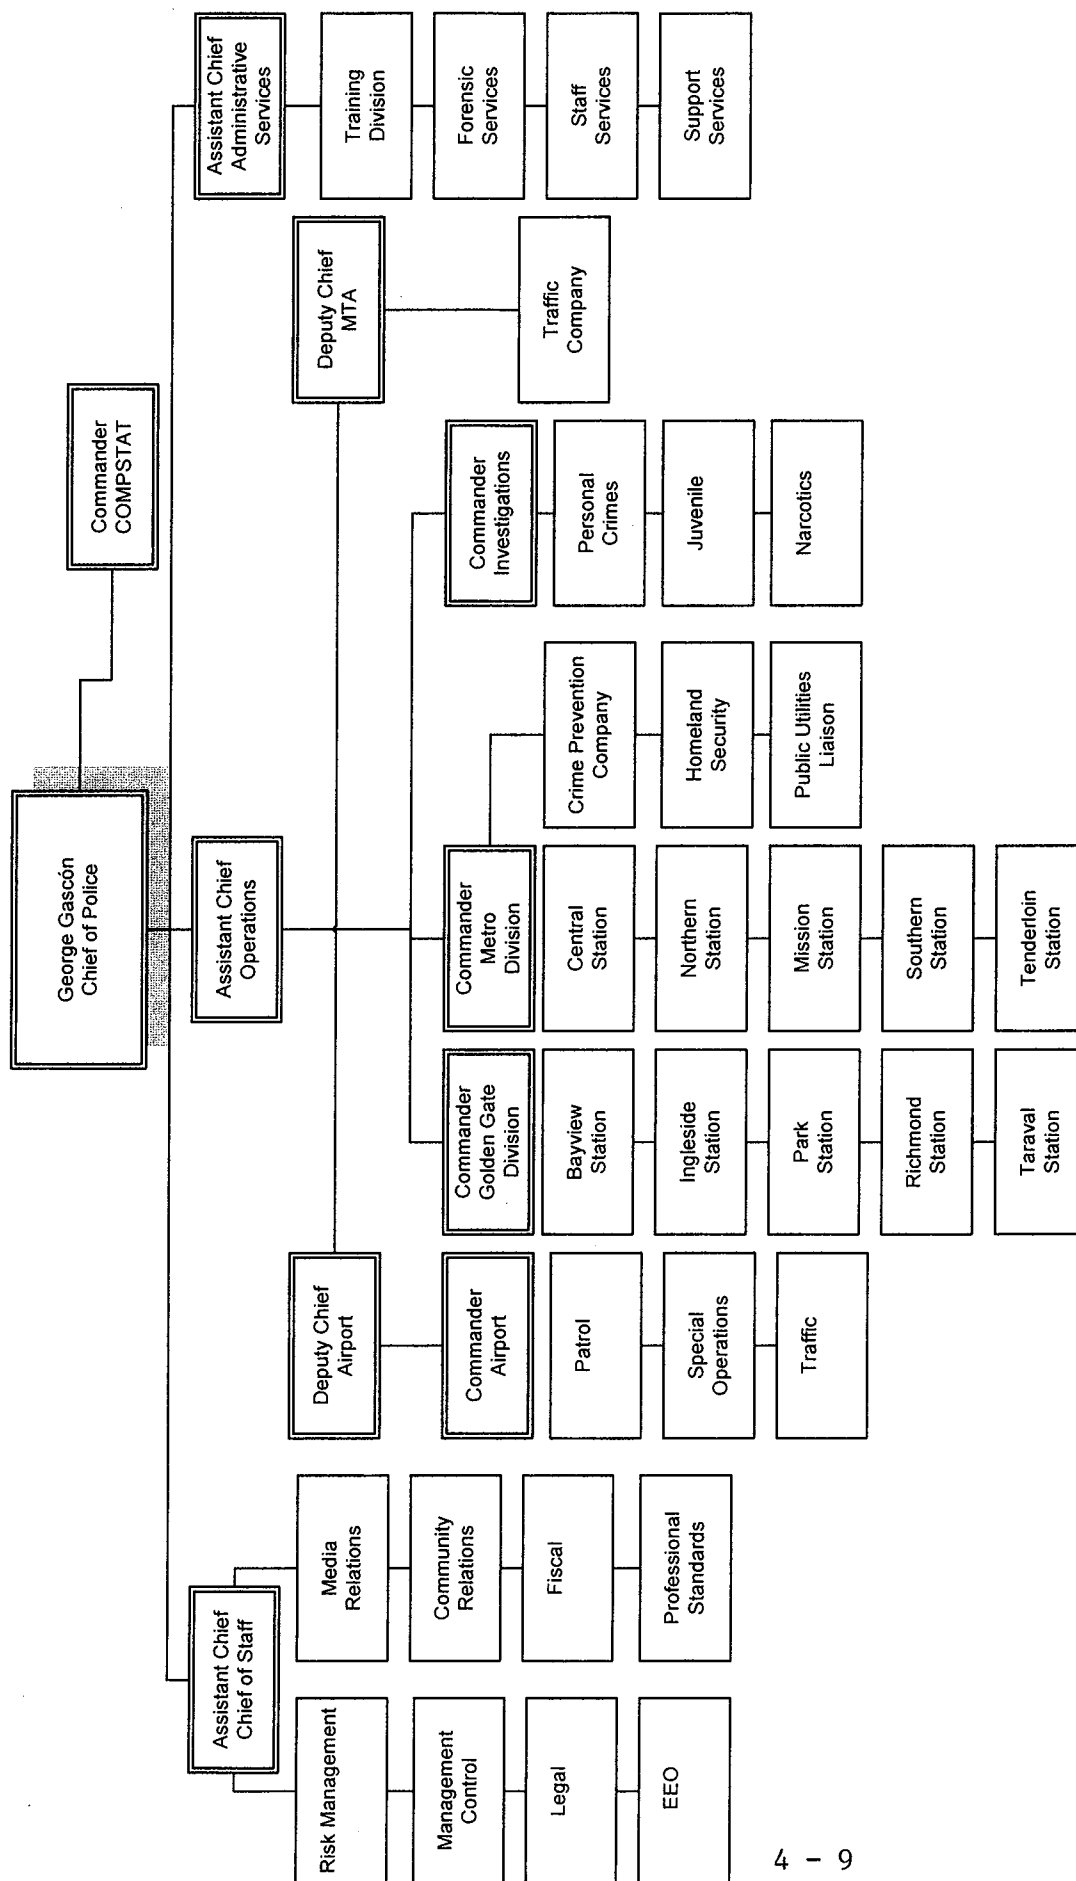 George Gascón
Chief of Police
Commander
COMPSTAT
Assistant Chief
Chief of Staff
Assistant Chief
Operations
Assistant Chief
Administrative
Services
Risk Management
Management
Control
Legal
EEO
Media
Relations
Community
Relations
Fiscal
Professional
Standards
Deputy Chief
Airport
Commander
Airport
Patrol
Special
Operations
Traffic
Commander
Golden Gate
Division
Bayview
Station
Ingleside
Station
Park
Station
Richmond
Station
Taraval
Station
Commander
Metro
Division
Central
Station
Northern
Station
Mission
Station
Southern
Station
Tenderloin
Station
Crime Prevention
Company
Homeland
Security
Public Utilities
Liaison
Commander
Investigations
Personal
Crimes
Juvenile
Narcotics
Deputy Chief
MTA
Traffic
Company
Training
Division
Forensic
Services
Staff
Services
Support
Services
4 - 9